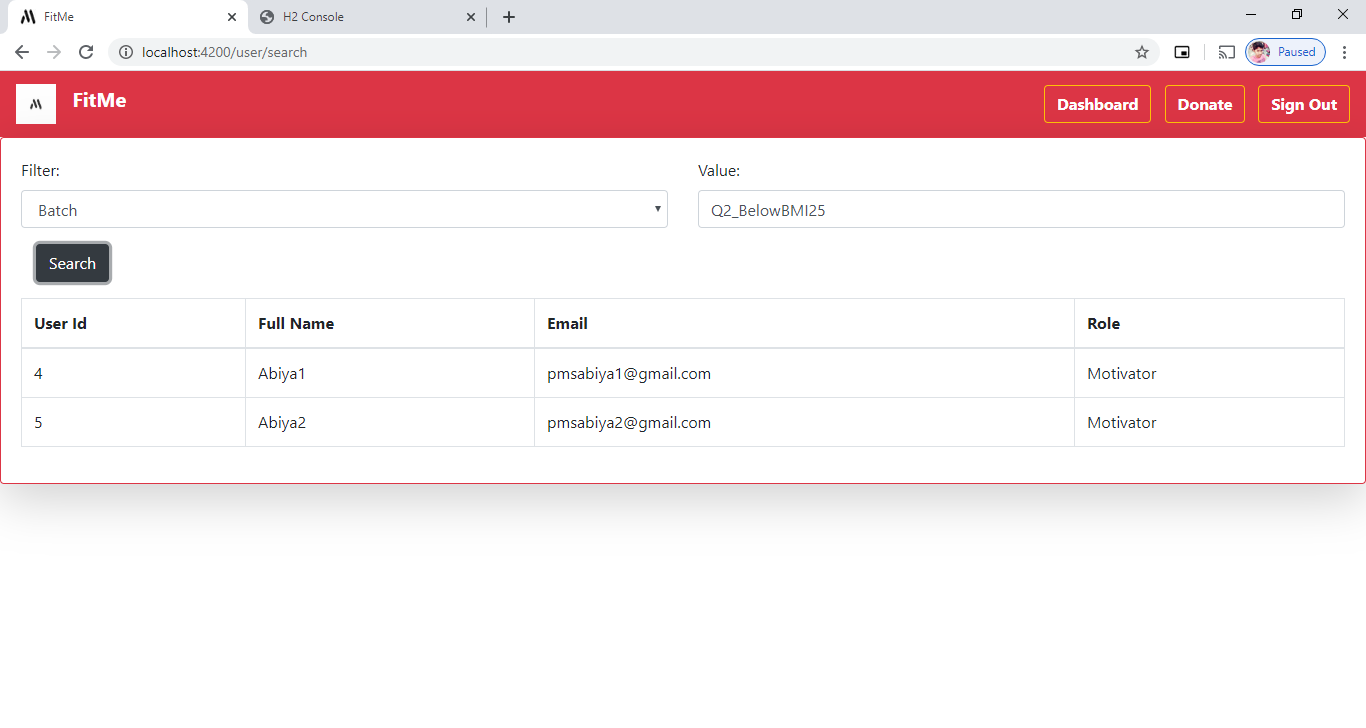 FitMe H2 Console
localhost:4200/user/search Paused
FitMe Dashboard Donate Sign Out
Filter: Value:
Batch Q2_BelowBMI25
Search
User Id Full Name Email Role
4 Abiya1 pmsabiya1@gmail.com Motivator
5 Abiya2 pmsabiya2@gmail.com Motivator